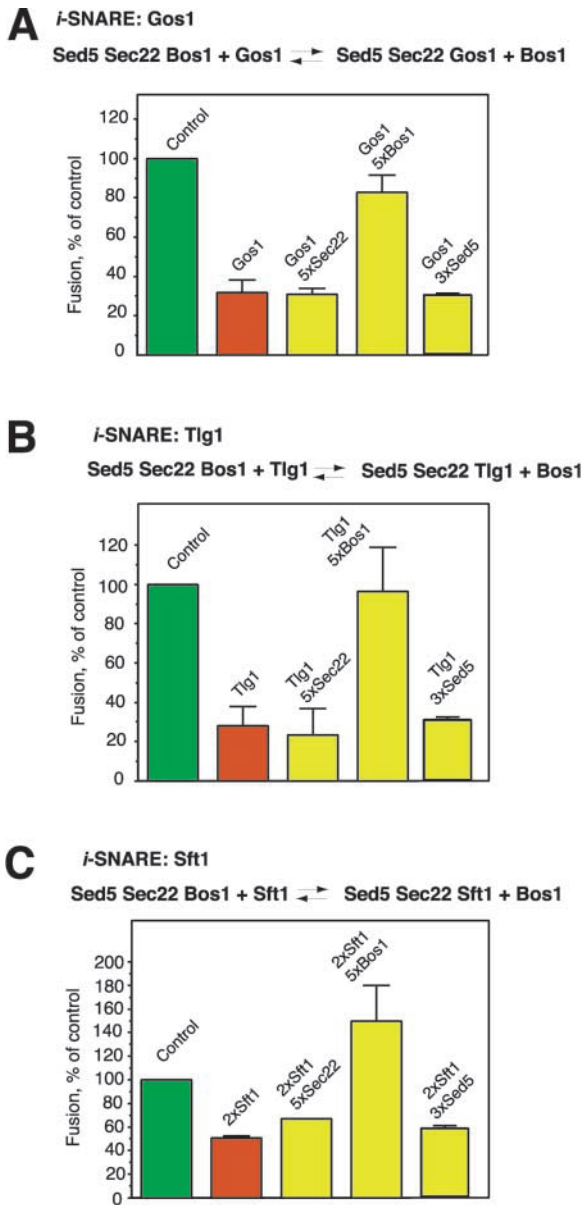 A
i-SNARE: Gos1
Sed5 Sec22 Bos1 + Gos1 ⇌ Sed5 Sec22 Gos1 + Bos1
Fusion, % of control
120
100
80
60
40
20
0
Control
Gos1
Gos1
5xSec22
Gos1
5xBos1
Gos1
3xSed5
B
i-SNARE: Tlg1
Sed5 Sec22 Bos1 + Tlg1 ⇌ Sed5 Sec22 Tlg1 + Bos1
Fusion, % of control
120
100
80
60
40
20
0
Control
Tlg1
Tlg1
5xSec22
Tlg1
5xBos1
Tlg1
3xSed5
C
i-SNARE: Sft1
Sed5 Sec22 Bos1 + Sft1 ⇌ Sed5 Sec22 Sft1 + Bos1
Fusion, % of control
200
180
160
140
120
100
80
60
40
20
0
Control
2xSft1
2xSft1
5xSec22
2xSft1
5xBos1
2xSft1
3xSed5